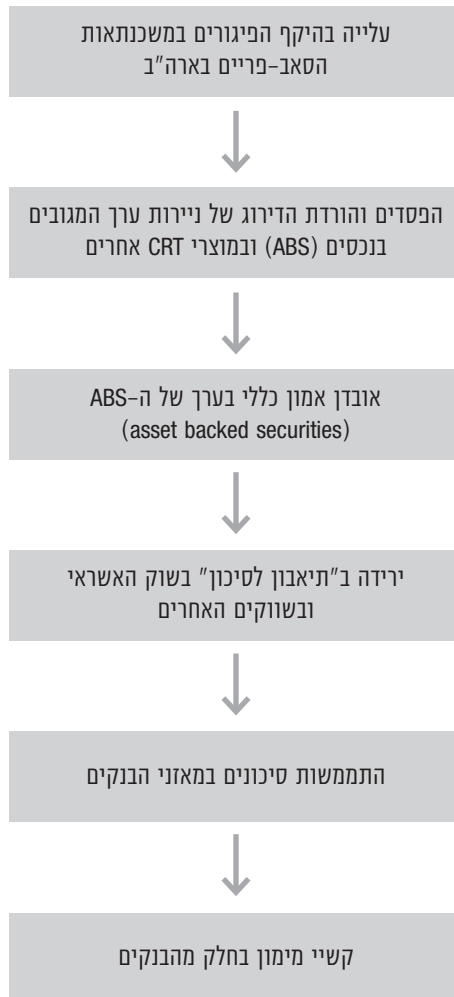 עלייה בהיקף הפיגורים במשכנתאות
הסאב-פריים בארה"ב
הפסדים והורדת הדירוג של ניירות ערך המגובים
בנכסים (ABS) ובמוצרי CRT אחרים
אובדן אמון כללי בערך של ה-ABS
(asset backed securities)
ירידה ב"תיאבון לסיכון" בשוק האשראי
ובשווקים האחרים
התממשות סיכונים במאזני הבנקים
קשיי מימון בחלק מהבנקים